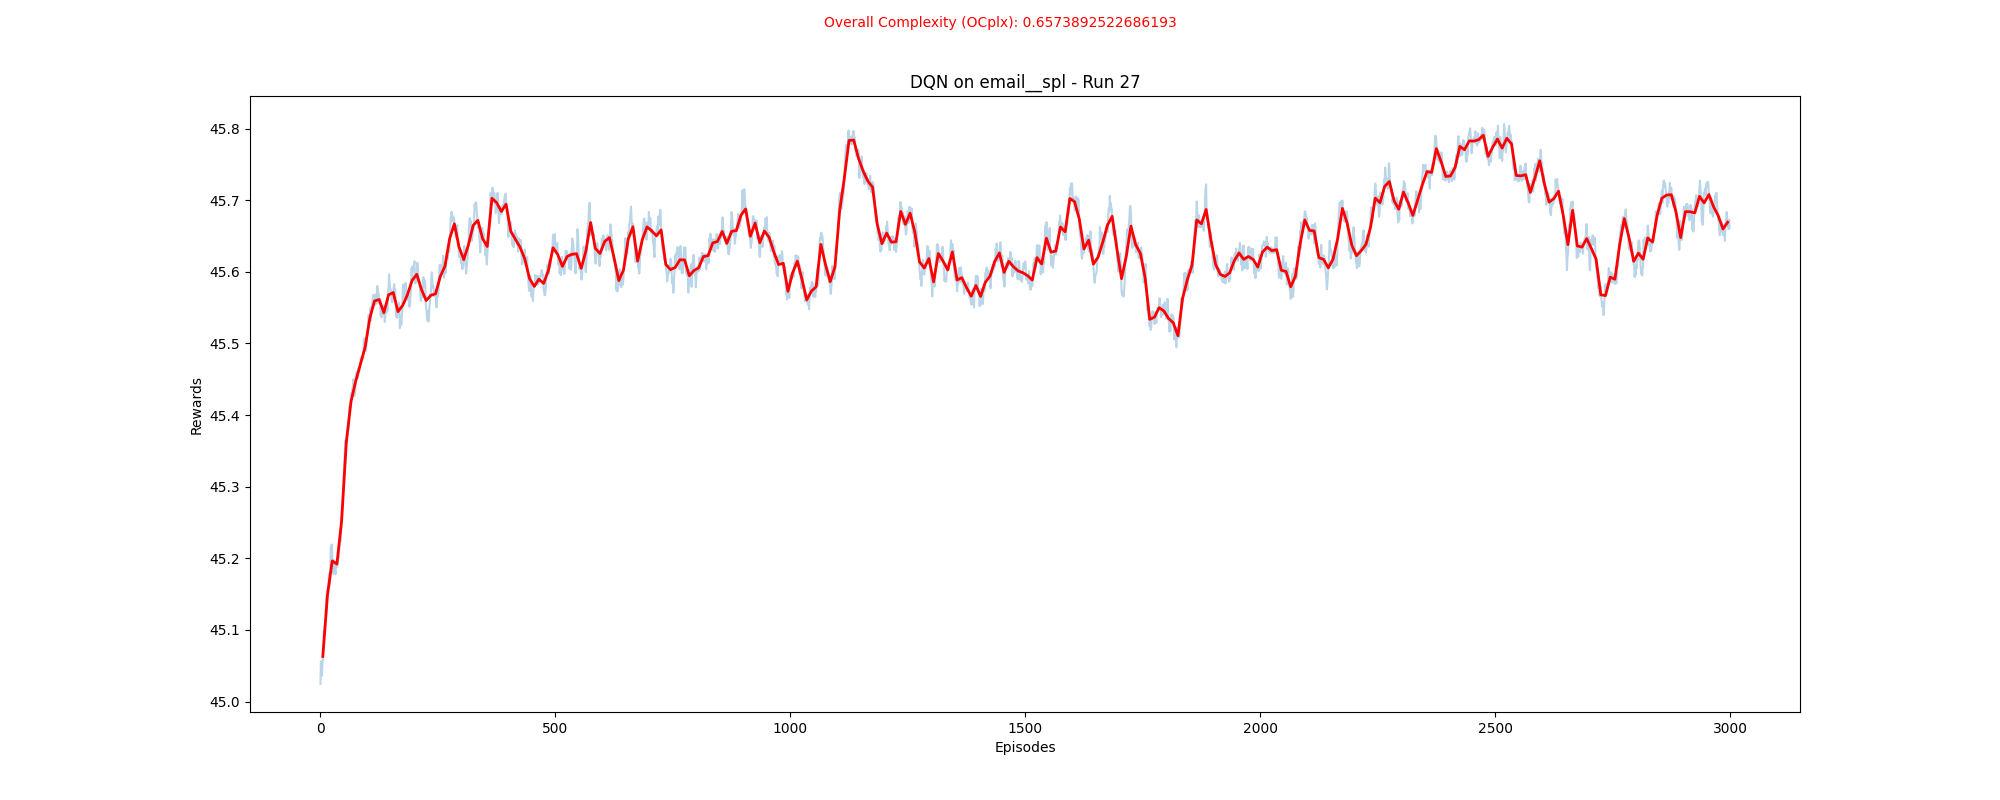 Overall Complexity (OCplx): 0.6573892522686193
DQN on email__spl - Run 27
45.8
45.7
45.6
45.5
45.4
45.3
45.2
45.1
45.0
Rewards
0 500 1000 1500 2000 2500 3000
Episodes